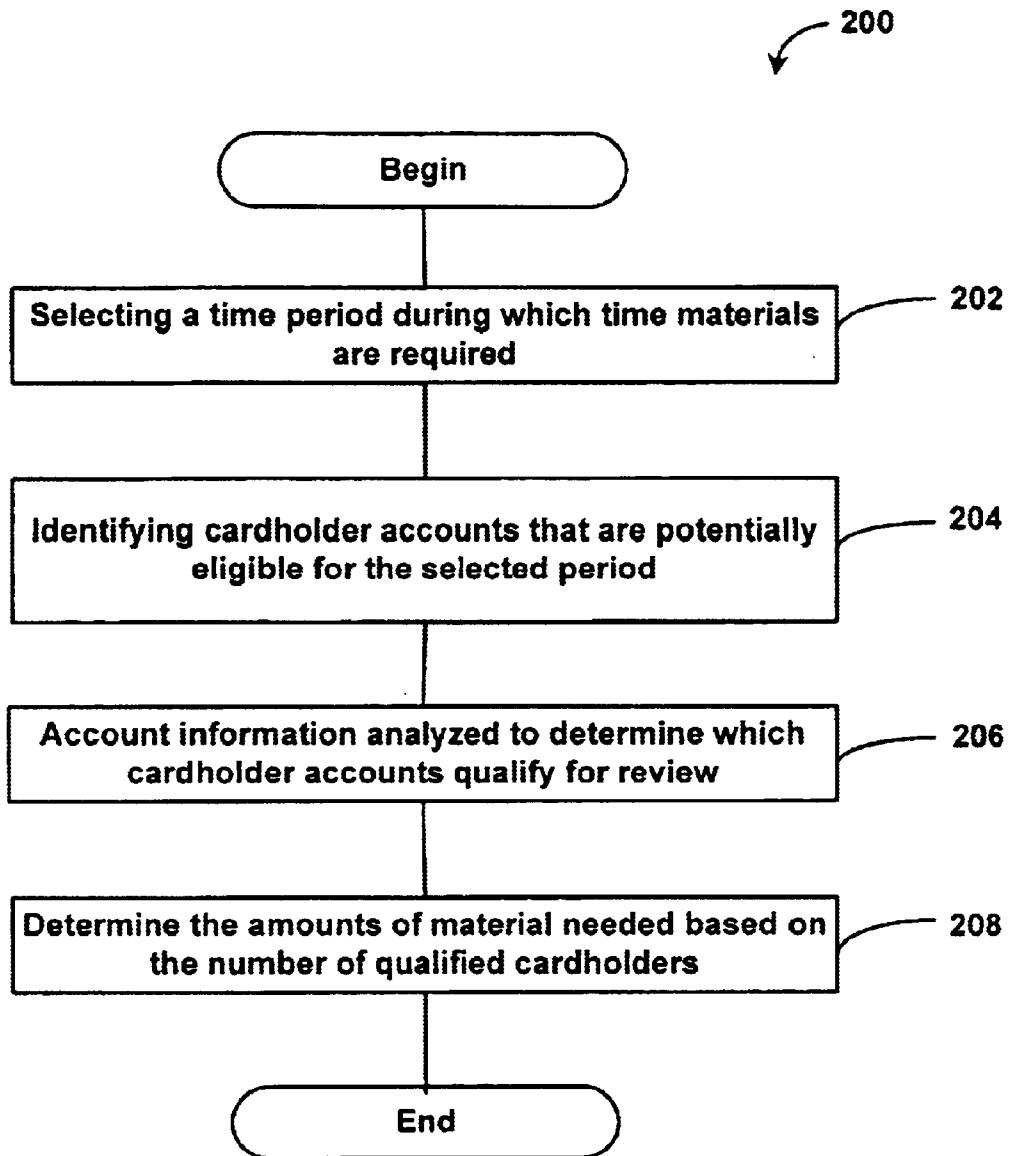 200
Begin
Selecting a time period during which time materials
are required
202
Identifying cardholder accounts that are potentially
eligible for the selected period
204
Account information analyzed to determine which
cardholder accounts qualify for review
206
Determine the amounts of material needed based on
the number of qualified cardholders
208
End